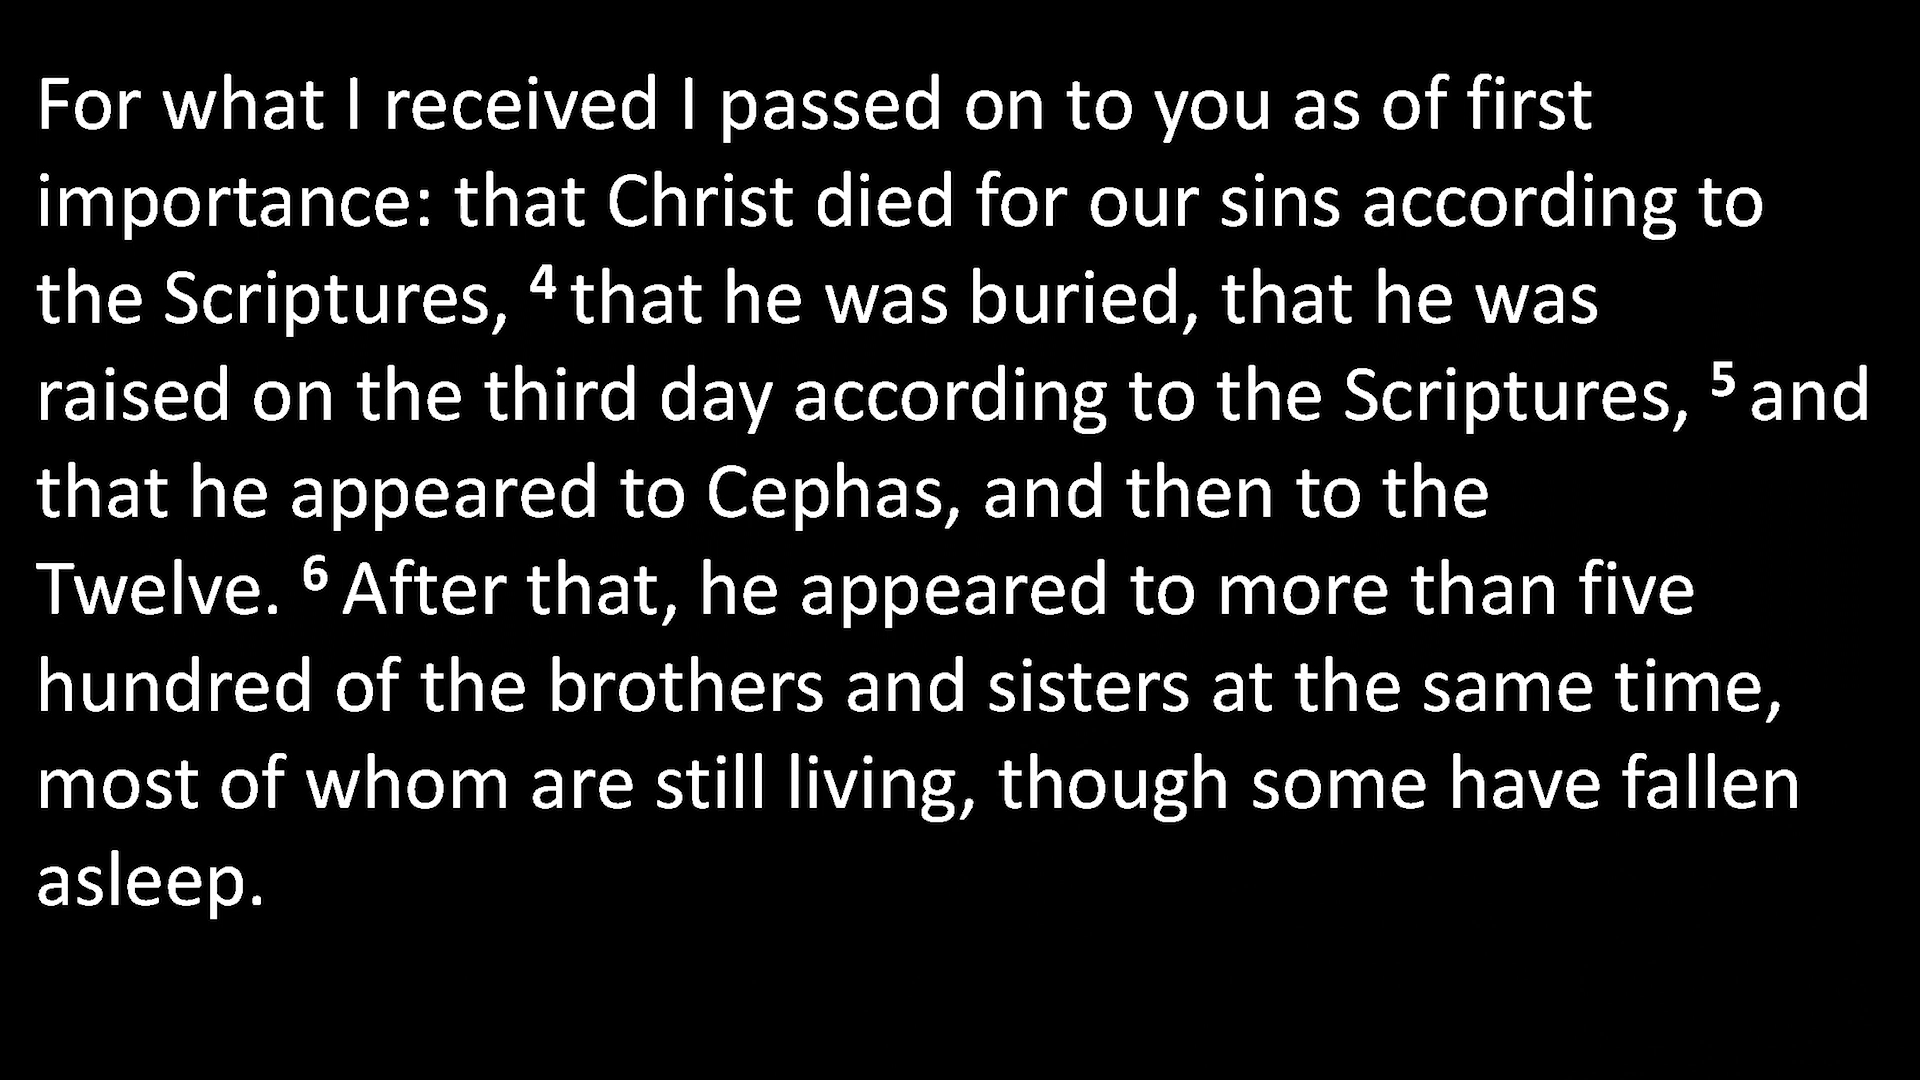 For what I received I passed on to you as of first
importance: that Christ died for our sins according to
the Scriptures, 4 that he was buried, that he was
raised on the third day according to the Scriptures, 5 and
that he appeared to Cephas, and then to the
Twelve. 6 After that, he appeared to more than five
hundred of the brothers and sisters at the same time,
most of whom are still living, though some have fallen
asleep.